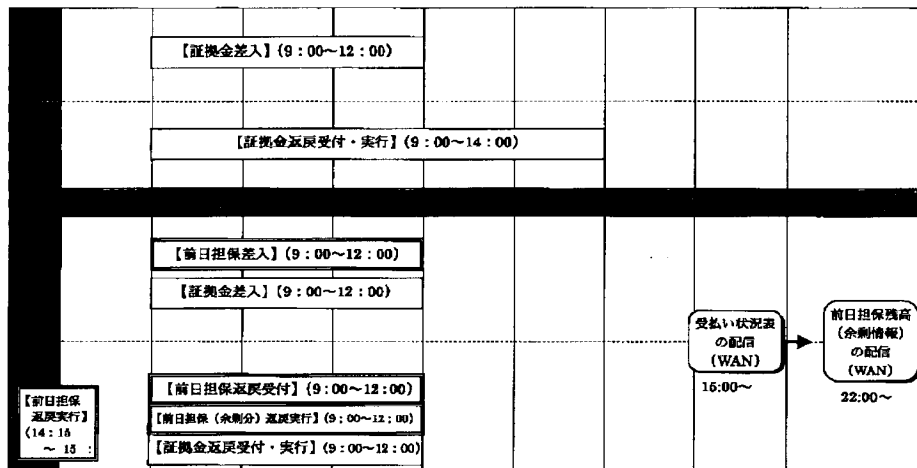 【証拠金差入】(9:00～12:00)
【証拠金返戻受付・実行】(9:00～14:00)
【前日担保差入】(9:00～12:00)
【証拠金差入】(9:00～12:00)
受払い状況表
の配信
(WAN)
15:00～
前日担保残高
(余剰情報)
の配信
(WAN)
22:00～
【前日担保返戻受付】(9:00～12:00)
【前日担保(余剰分)返戻実行】(9:00～12:00)
【証拠金返戻受付・実行】(9:00～12:00)
【前日担保
返戻実行】
(14:15
～ 15 :